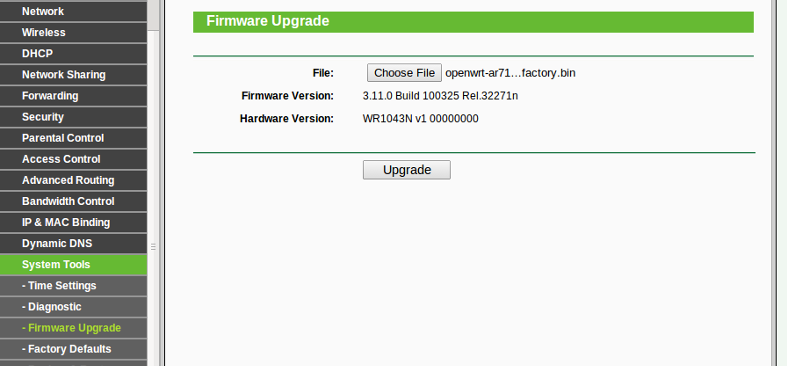 Network
Wireless
DHCP
Network Sharing
Forwarding
Security
Parental Control
Access Control
Advanced Routing
Bandwidth Control
IP & MAC Binding
Dynamic DNS
System Tools
- Time Settings
- Diagnostic
- Firmware Upgrade
- Factory Defaults
Firmware Upgrade
File: Choose File openwrt-ar71...factory.bin
Firmware Version: 3.11.0 Build 100325 Rel.32271n
Hardware Version: WR1043N v1 00000000
Upgrade